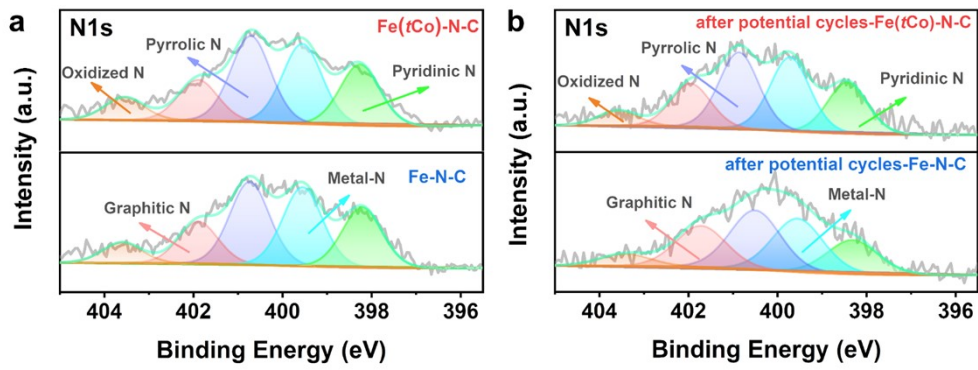 a
N1s
Fe(tCo)-N-C
Pyrrolic N
Oxidized N
Pyridinic N
Fe-N-C
Metal-N
Graphitic N
Intensity (a.u.)
404 402 400 398 396
Binding Energy (eV)
b
N1s
after potential cycles-Fe(tCo)-N-C
Pyrrolic N
Oxidized N
Pyridinic N
after potential cycles-Fe-N-C
Metal-N
Graphitic N
Intensity (a.u.)
404 402 400 398 396
Binding Energy (eV)